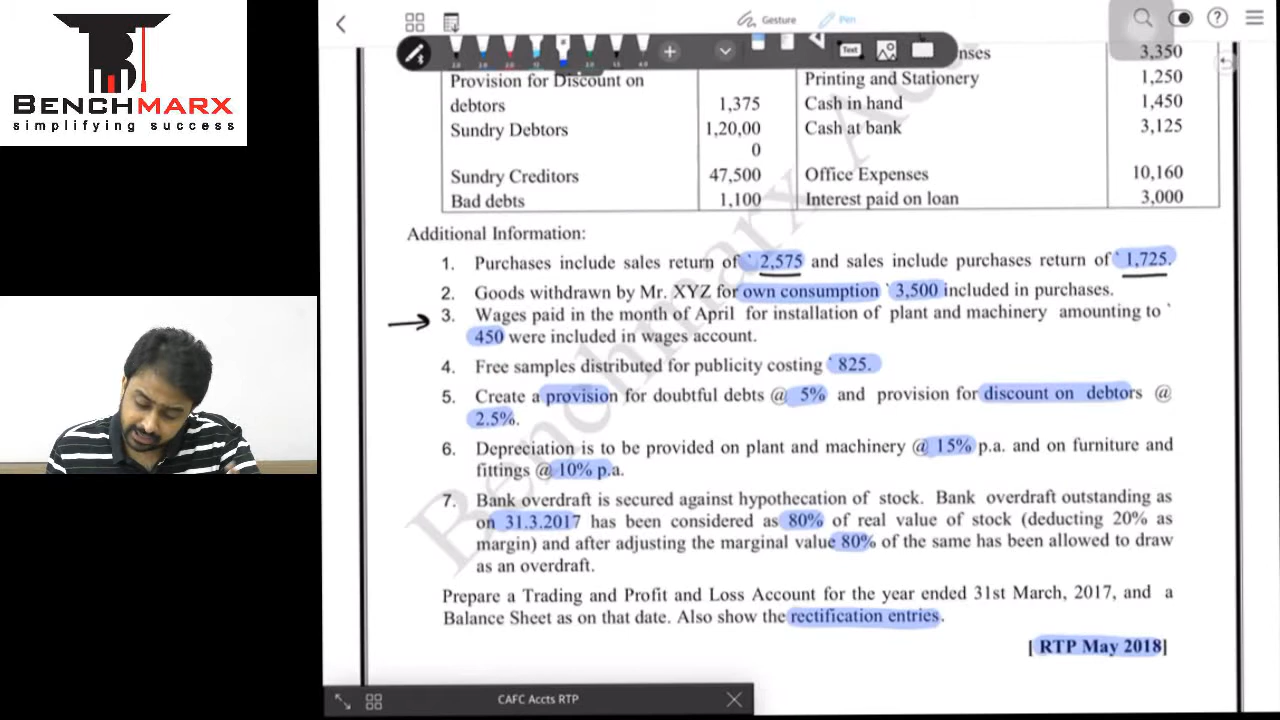 BENCHMARX
simplifying success
Gesture
Pen
Text
nses 3,350
Provision for Discount on Printing and Stationery 1,250
debtors 1,375 Cash in hand 1,450
Sundry Debtors 1,20,00 Cash at bank 3,125
0
Sundry Creditors 47,500 Office Expenses 10,160
Bad debts 1,100 Interest paid on loan 3,000
Additional Information:
1. Purchases include sales return of ` 2,575 and sales include purchases return of ` 1,725.
2. Goods withdrawn by Mr. XYZ for own consumption ` 3,500 included in purchases.
3. Wages paid in the month of April for installation of plant and machinery amounting to `
450 were included in wages account.
4. Free samples distributed for publicity costing ` 825.
5. Create a provision for doubtful debts @ 5% and provision for discount on debtors @
2.5%.
6. Depreciation is to be provided on plant and machinery @ 15% p.a. and on furniture and
fittings @ 10% p.a.
7. Bank overdraft is secured against hypothecation of stock. Bank overdraft outstanding as
on 31.3.2017 has been considered as 80% of real value of stock (deducting 20% as
margin) and after adjusting the marginal value 80% of the same has been allowed to draw
as an overdraft.
Prepare a Trading and Profit and Loss Account for the year ended 31st March, 2017, and a
Balance Sheet as on that date. Also show the rectification entries.
[ RTP May 2018]
CAFC Accts RTP